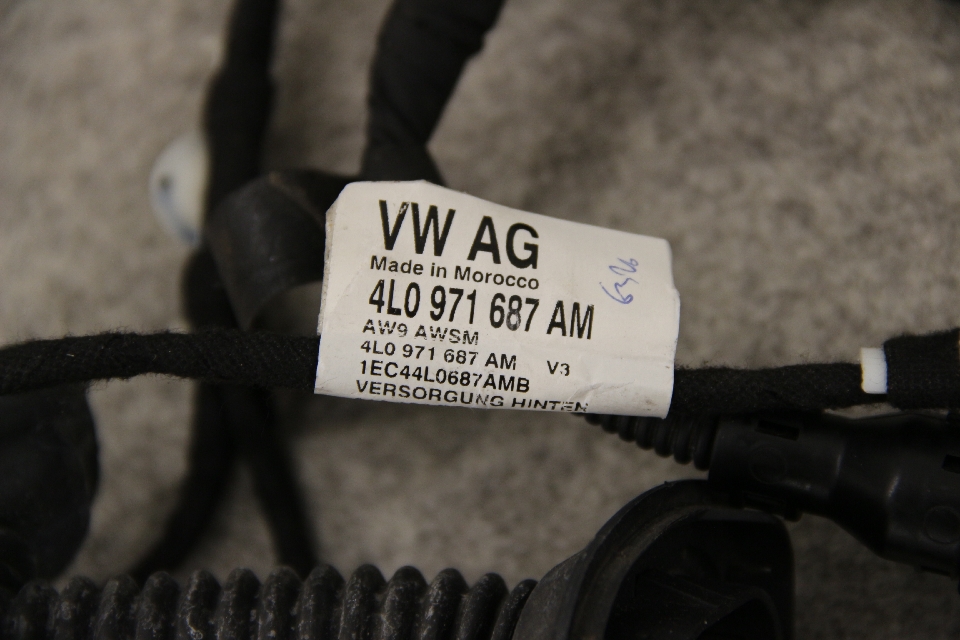 VW AG
Made in Morocco
4L0 971 687 AM
AW9 AWSM
4L0 971 687 AM V3
1EC44L0687AMB
VERSORGUNG HINTEN